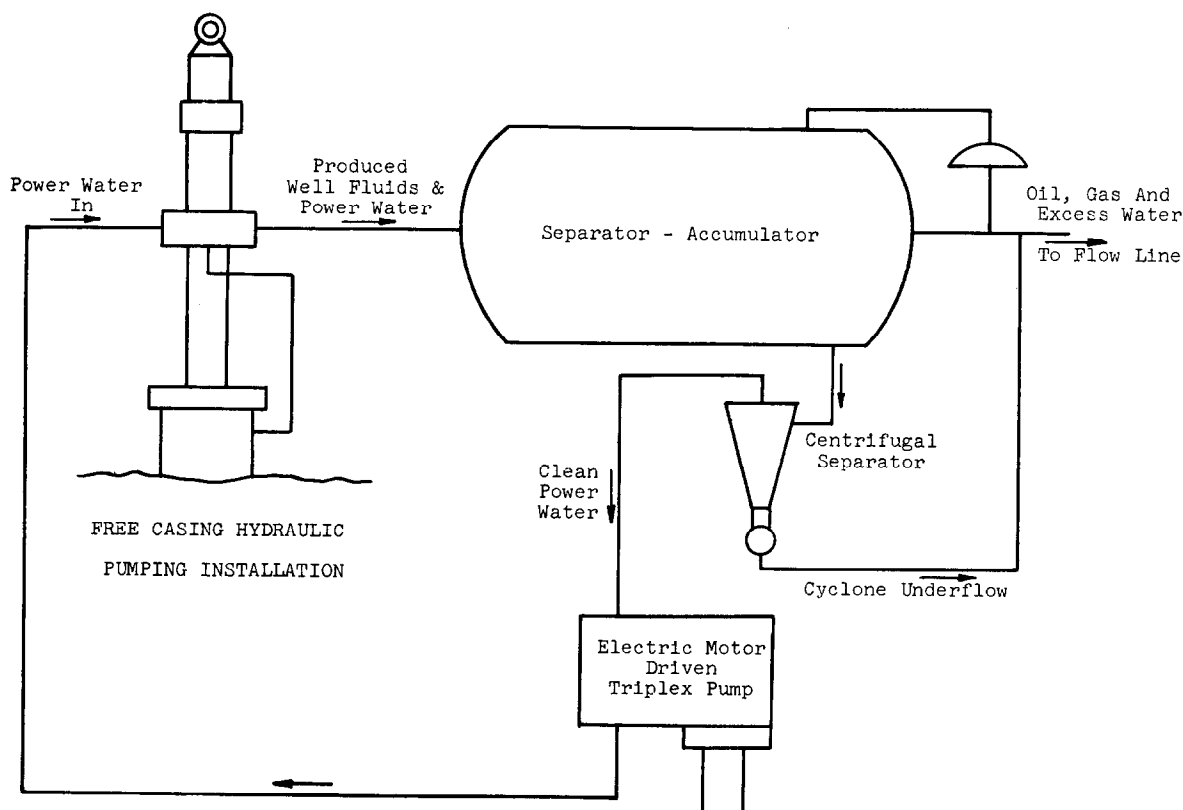 Power Water
In
Produced
Well Fluids &
Power Water
Separator - Accumulator
Oil, Gas And
Excess Water
To Flow Line
Centrifugal
Separator
Clean
Power
Water
FREE CASING HYDRAULIC
PUMPING INSTALLATION
Cyclone Underflow
Electric Motor
Driven
Triplex Pump